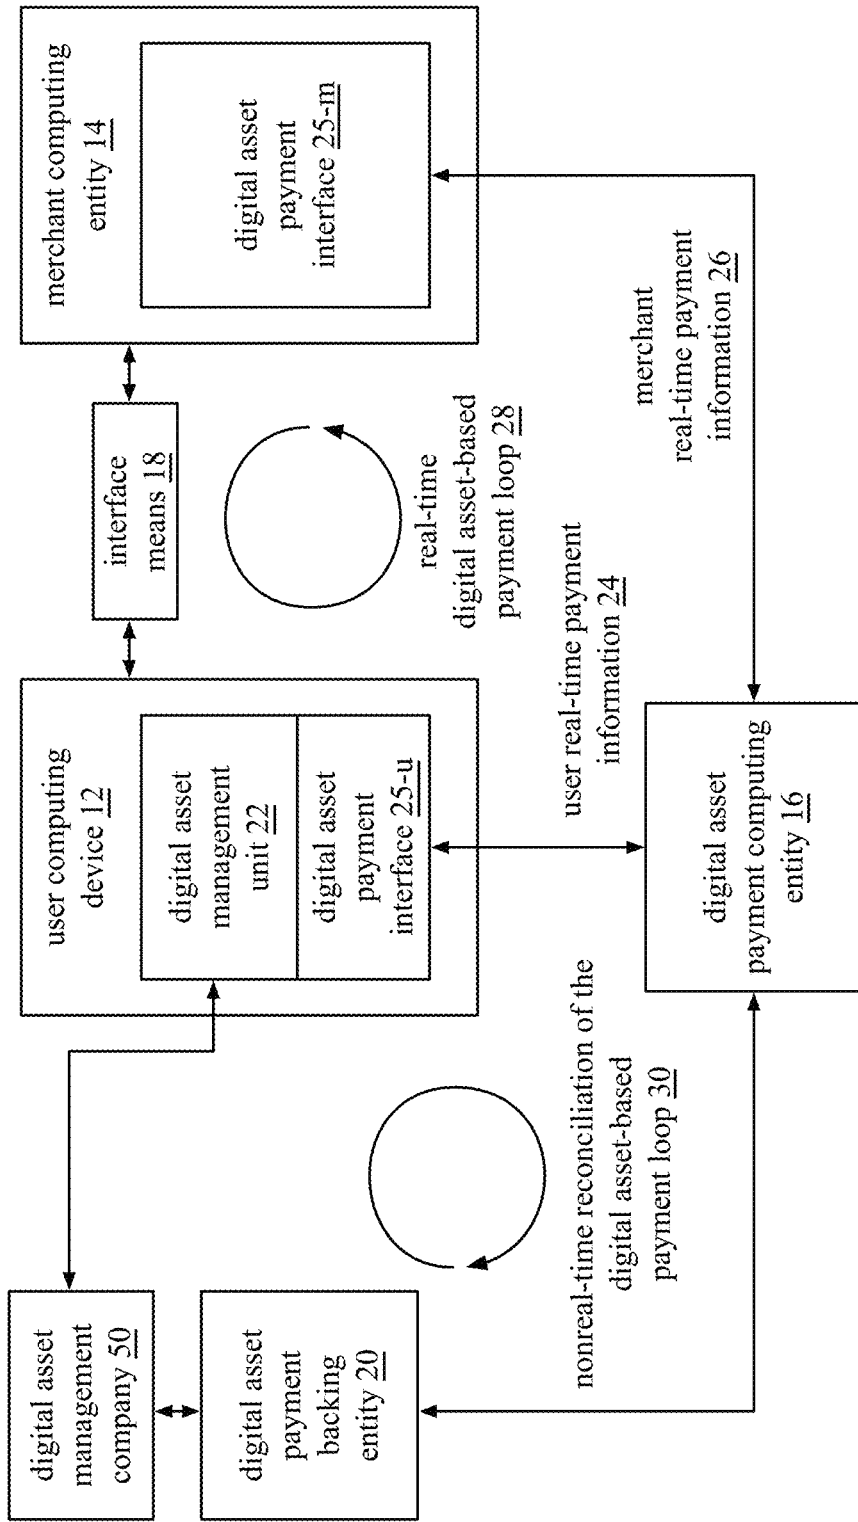 digital asset
management
company 50
digital asset
payment
backing
entity 20
user computing
device 12
digital asset
management
unit 22
digital asset
payment
interface 25-u
interface
means 18
merchant computing
entity 14
digital asset
payment
interface 25-m
real-time
digital asset-based
payment loop 28
nonreal-time reconciliation of the
digital asset-based
payment loop 30
user real-time payment
information 24
merchant
real-time payment
information 26
digital asset
payment computing
entity 16